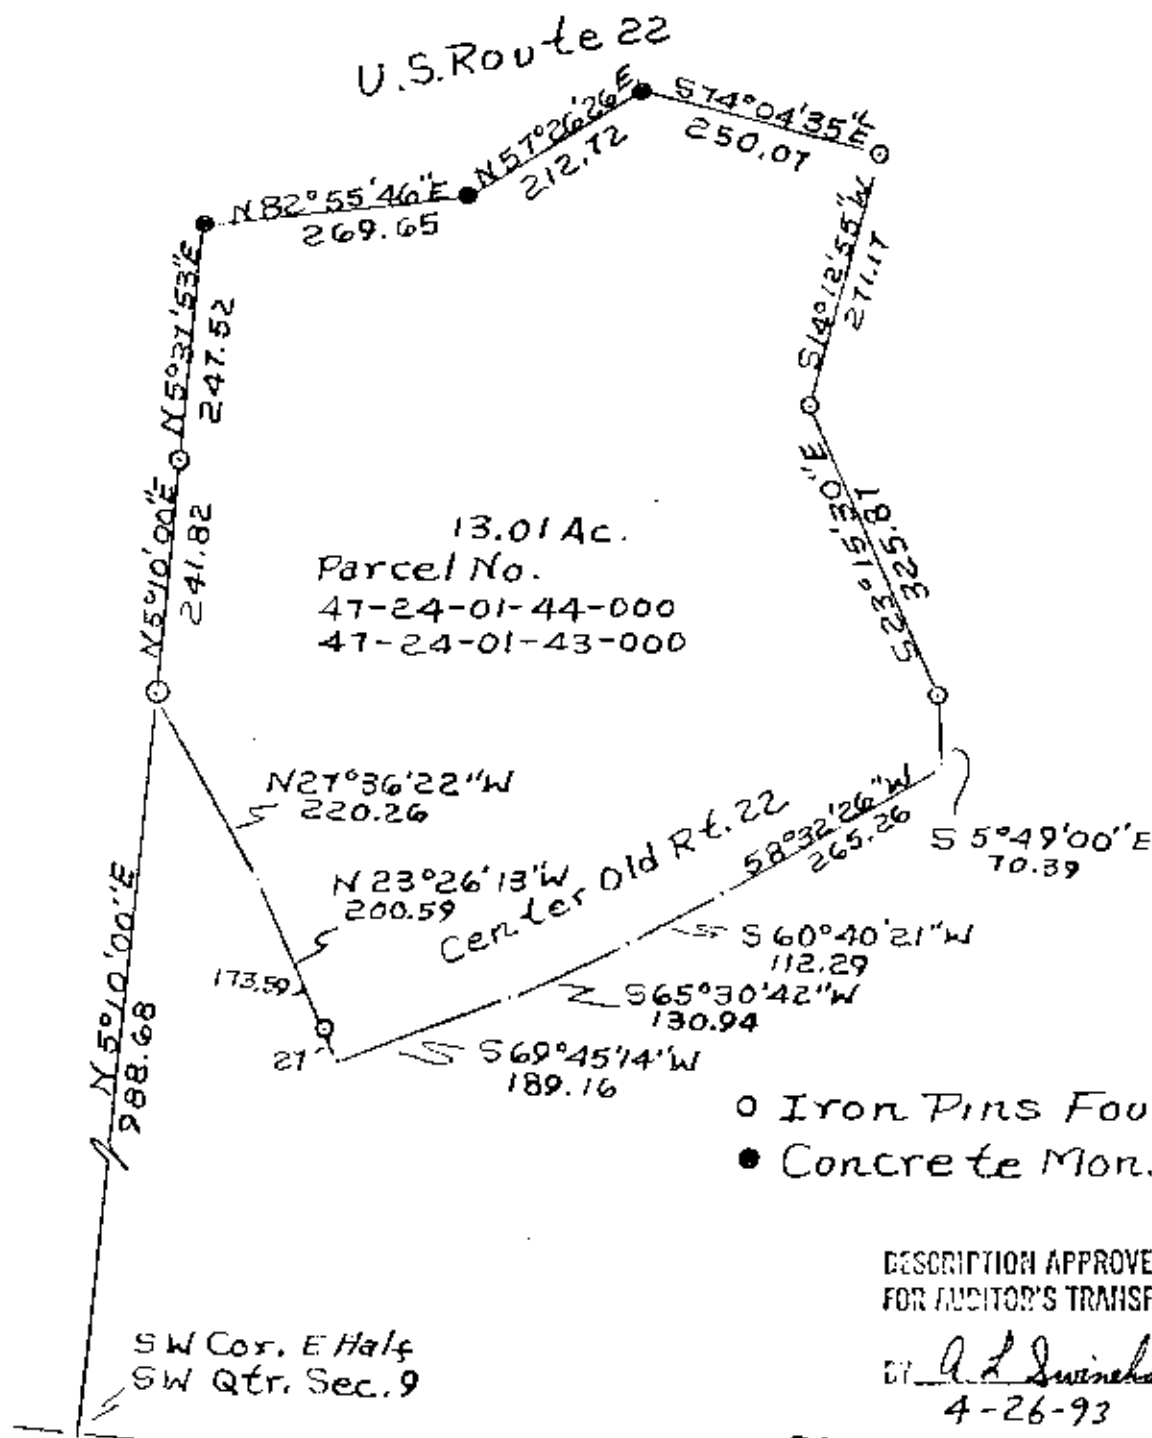 U.S. Route 22
S74°04'35"E
250.07
N57°26'26"E
212.72
N82°55'46"E
269.65
S14°12'55"W
271.17
N5°31'53"E
247.52
S23°15'30"E
325.81
N5°10'00"E
241.82
13.01 Ac.
Parcel No.
47-24-01-44-000
47-24-01-43-000
N27°36'22"W
220.26
58°32'26"W
265.26
S5°49'00"E
70.39
Center Old Rt. 22
N23°26'13"W
200.59
S60°40'21"W
112.29
173.59
S65°30'42"W
130.94
27
S69°45'14"W
189.16
N5°10'00"E
988.68
o Iron Pins Fou
● Concrete Mon.
DESCRIPTION APPROVE
FOR AUDITOR'S TRANSF
BY A L Swineha
4-26-93
SW Cor. E Half
SW Qtr. Sec. 9